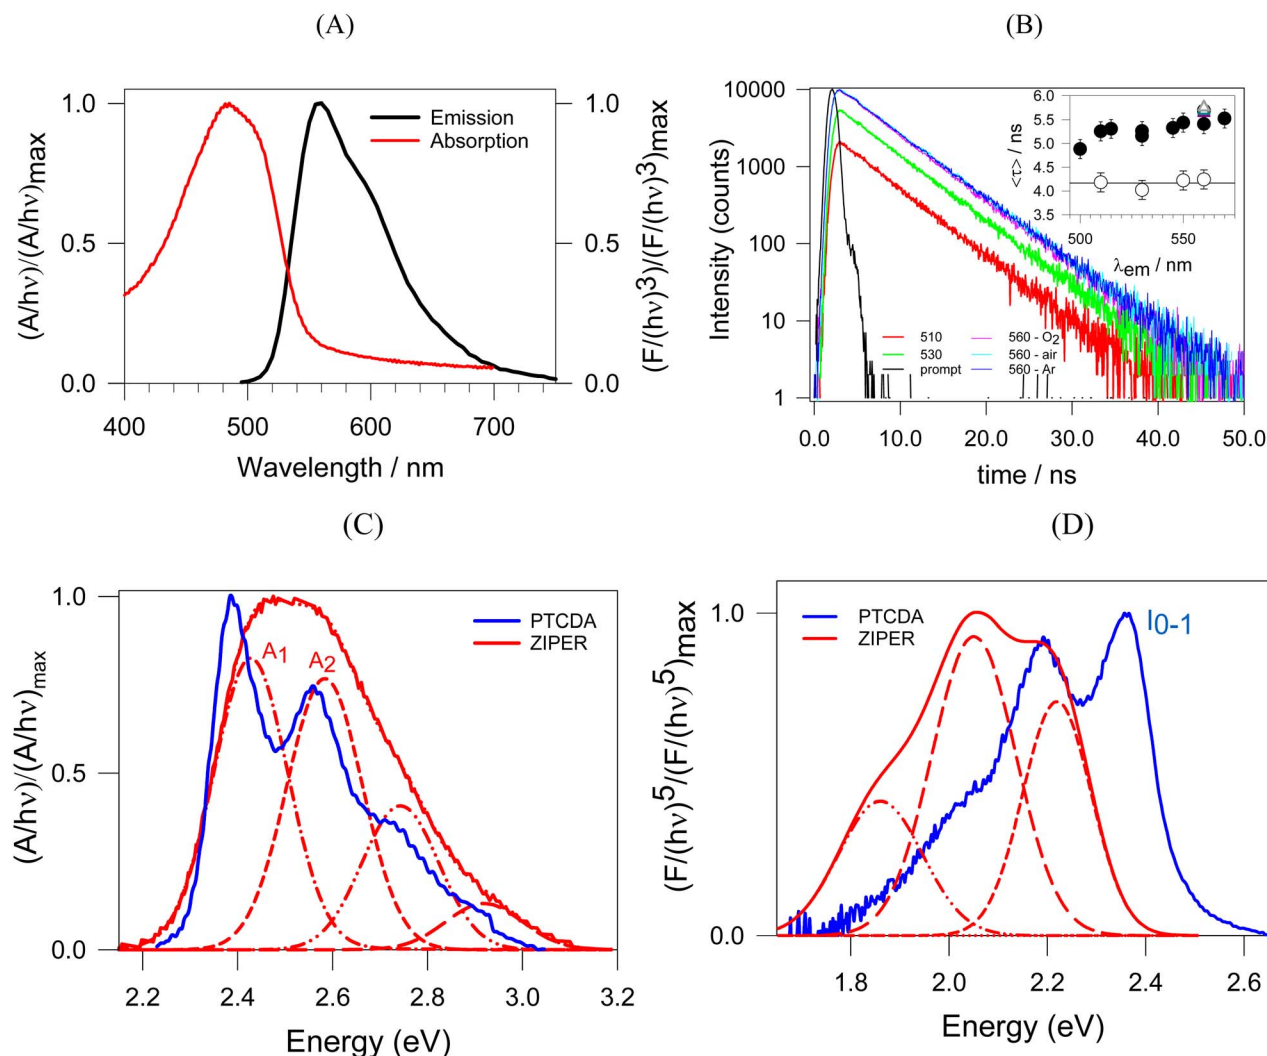 (A)
(A/hν)/(A/hν)max
1.0
0.5
0.0
Emission
Absorption
1.0
0.5
0.0
(F/(hν)3)/(F/(hν)3)max
400
500
600
700
Wavelength / nm
(B)
Intensity (counts)
10000
1000
100
10
1
510
530
prompt
560 - O2
560 - air
560 - Ar
<τ> / ns
6.0
5.5
5.0
4.5
4.0
3.5
500
550
λem / nm
0.0
10.0
20.0
30.0
40.0
50.0
time / ns
(C)
(A/hν)/(A/hν)max
1.0
0.5
0.0
A1
A2
PTCDA
ZIPER
2.2
2.4
2.6
2.8
3.0
3.2
Energy (eV)
(D)
(F/(hν)5/(F/(hν)5)max
1.0
0.0
PTCDA
ZIPER
I0-1
1.8
2.0
2.2
2.4
2.6
Energy (eV)